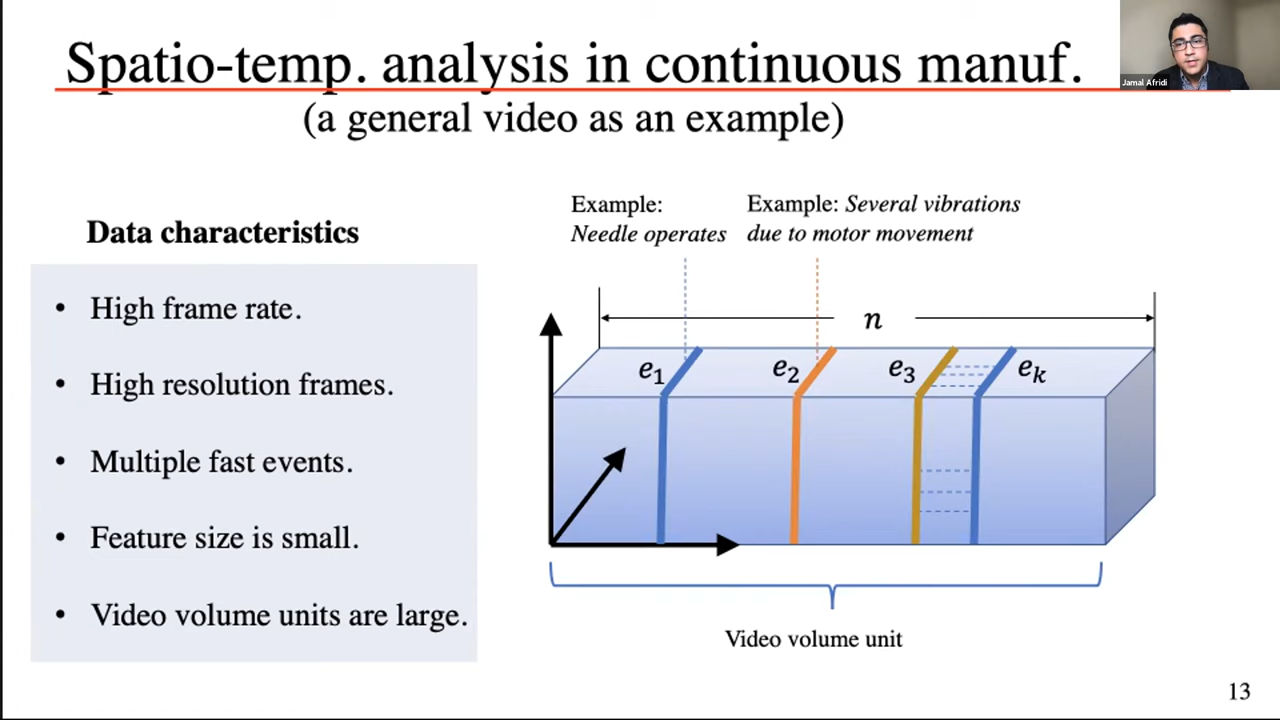 Spatio-temp. analysis in continuous manuf.
(a general video as an example)
Jamal Afridi
Data characteristics
• High frame rate.
• High resolution frames.
• Multiple fast events.
• Feature size is small.
• Video volume units are large.
Example:
Needle operates
Example: Several vibrations
due to motor movement
n
e1
e2
e3
ek
Video volume unit
13